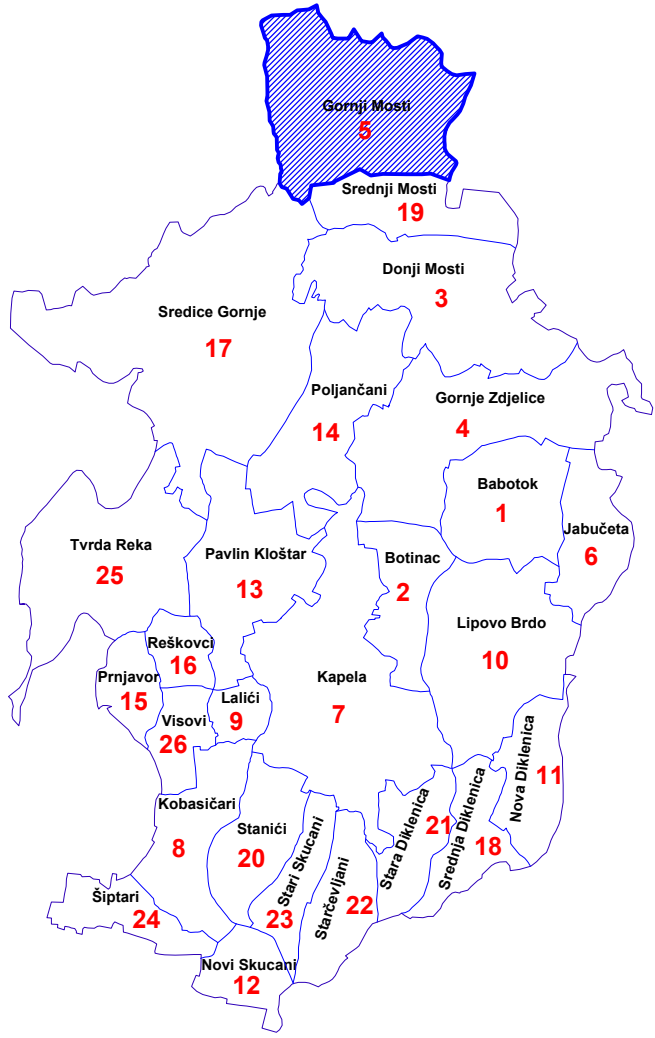 Gornji Mosti
5
Srednji Mosti
19
Donji Mosti
3
Sredice Gornje
17
Poljančani
14
Gornje Zdjelice
4
Babotok
1
Jabučeta
6
Tvrda Reka
25
Pavlin Kloštar
13
Botinac
2
Lipovo Brdo
10
Reškovci
16
Prnjavor
15
Kapela
7
Lalići
9
Visovi
26
Nova Diklenica
11
Kobasičari
8
Stanići
20
Stari Skucani
23
Starčevljani
22
Stara Diklenica
21
Srednja Diklenica
18
Šiptari
24
Novi Skucani
12